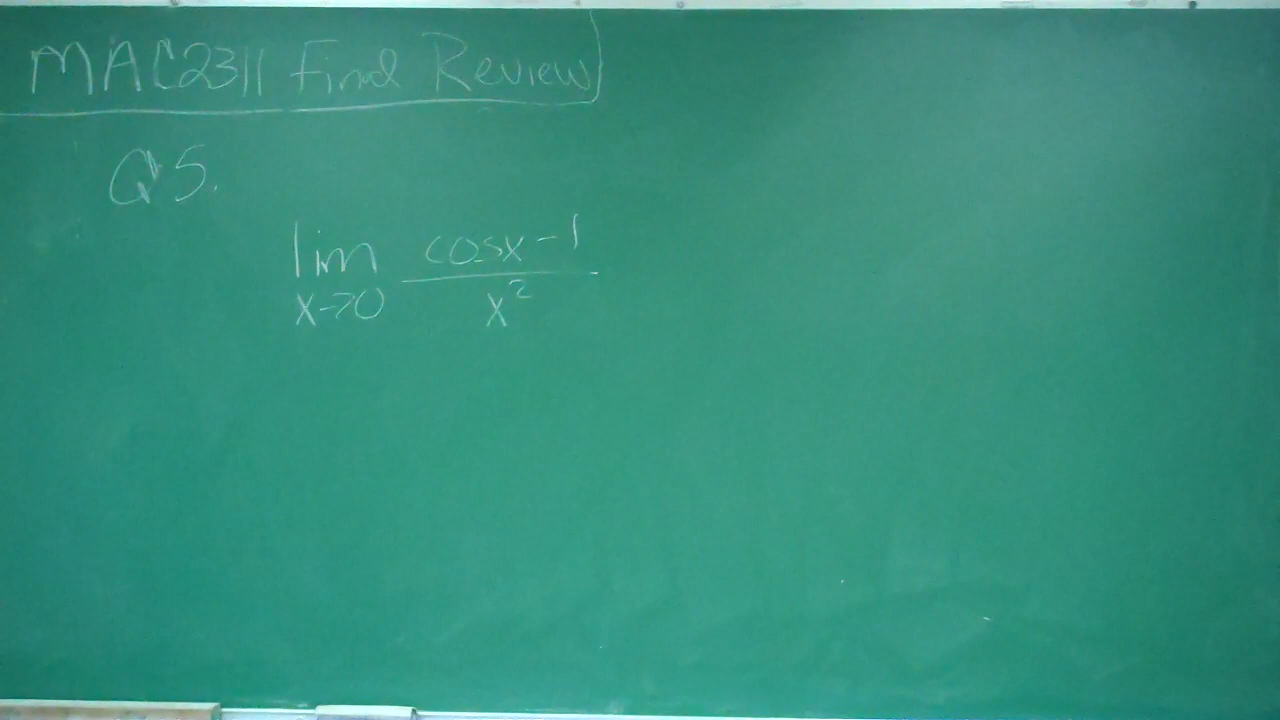 MAC2311 Final Review
Q5.
lim cosx-1
x→0 x²